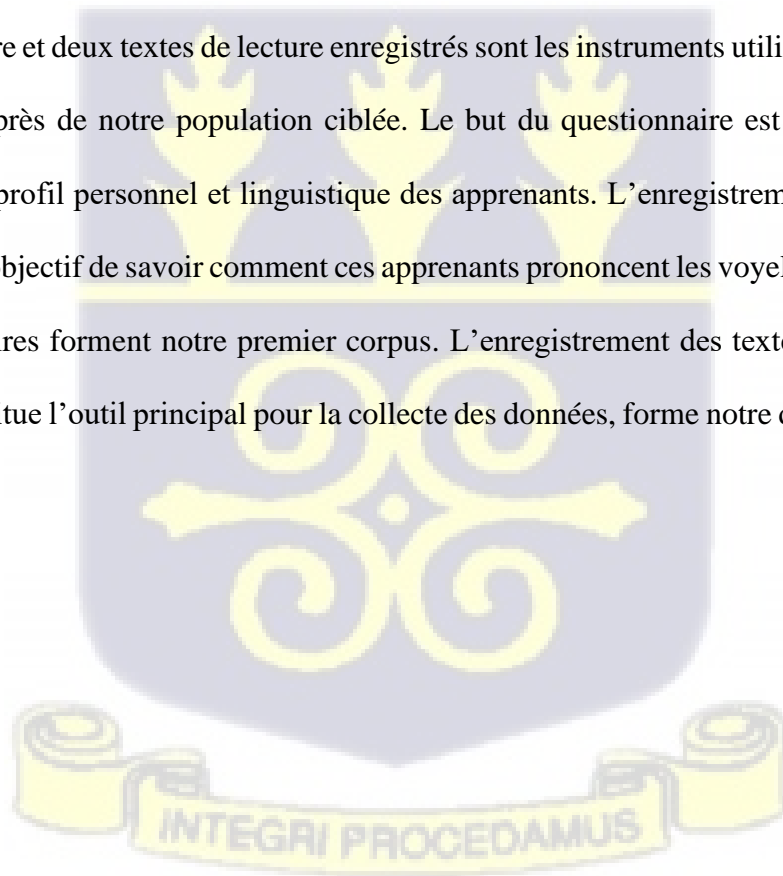 re et deux textes de lecture enregistrés sont les instruments utili
près de notre population ciblée. Le but du questionnaire est
profil personnel et linguistique des apprenants. L’enregistrem
objectif de savoir comment ces apprenants prononcent les voyel
ires forment notre premier corpus. L’enregistrement des texte
itue l’outil principal pour la collecte des données, forme notre
INTEGRI PROCEDAMUS